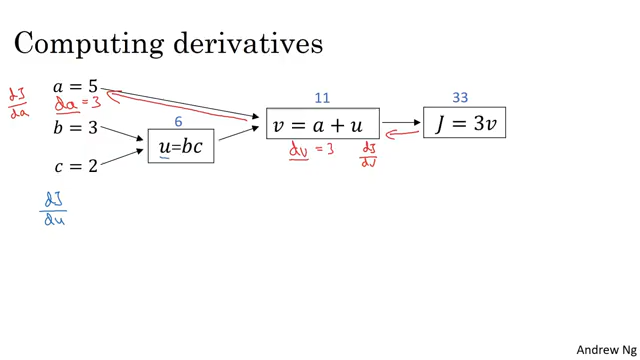 Computing derivatives
dJ/da
a = 5
da = 3
b = 3
c = 2
6
u=bc
11
v = a + u
dv = 3
dJ/dv
33
J = 3v
dJ/du
Andrew Ng